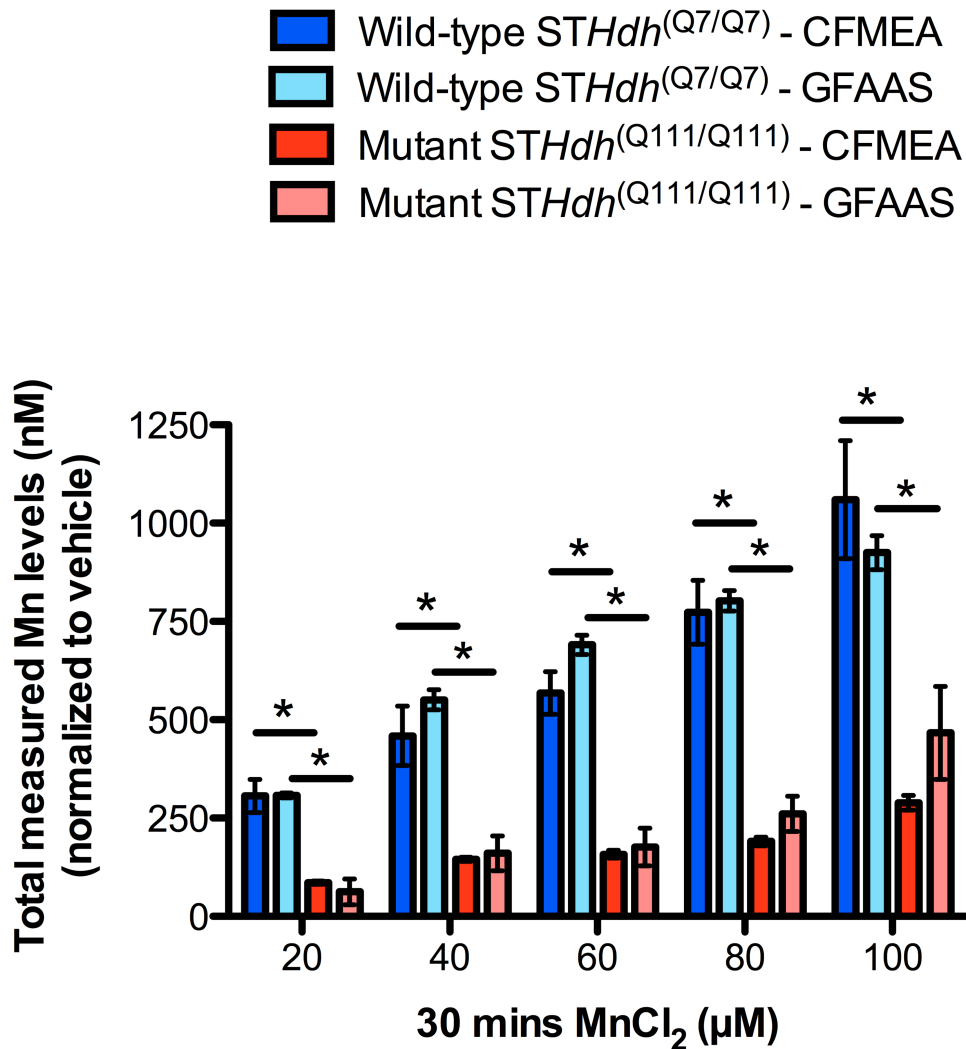 Wild-type STHdh(Q7/Q7) - CFMEA
Wild-type STHdh(Q7/Q7) - GFAAS
Mutant STHdh(Q111/Q111) - CFMEA
Mutant STHdh(Q111/Q111) - GFAAS
Total measured Mn levels (nM)
(normalized to vehicle)
1250
1000
750
500
250
0
* *
* *
* *
* *
* *
20 40 60 80 100
30 mins MnCl₂ (µM)